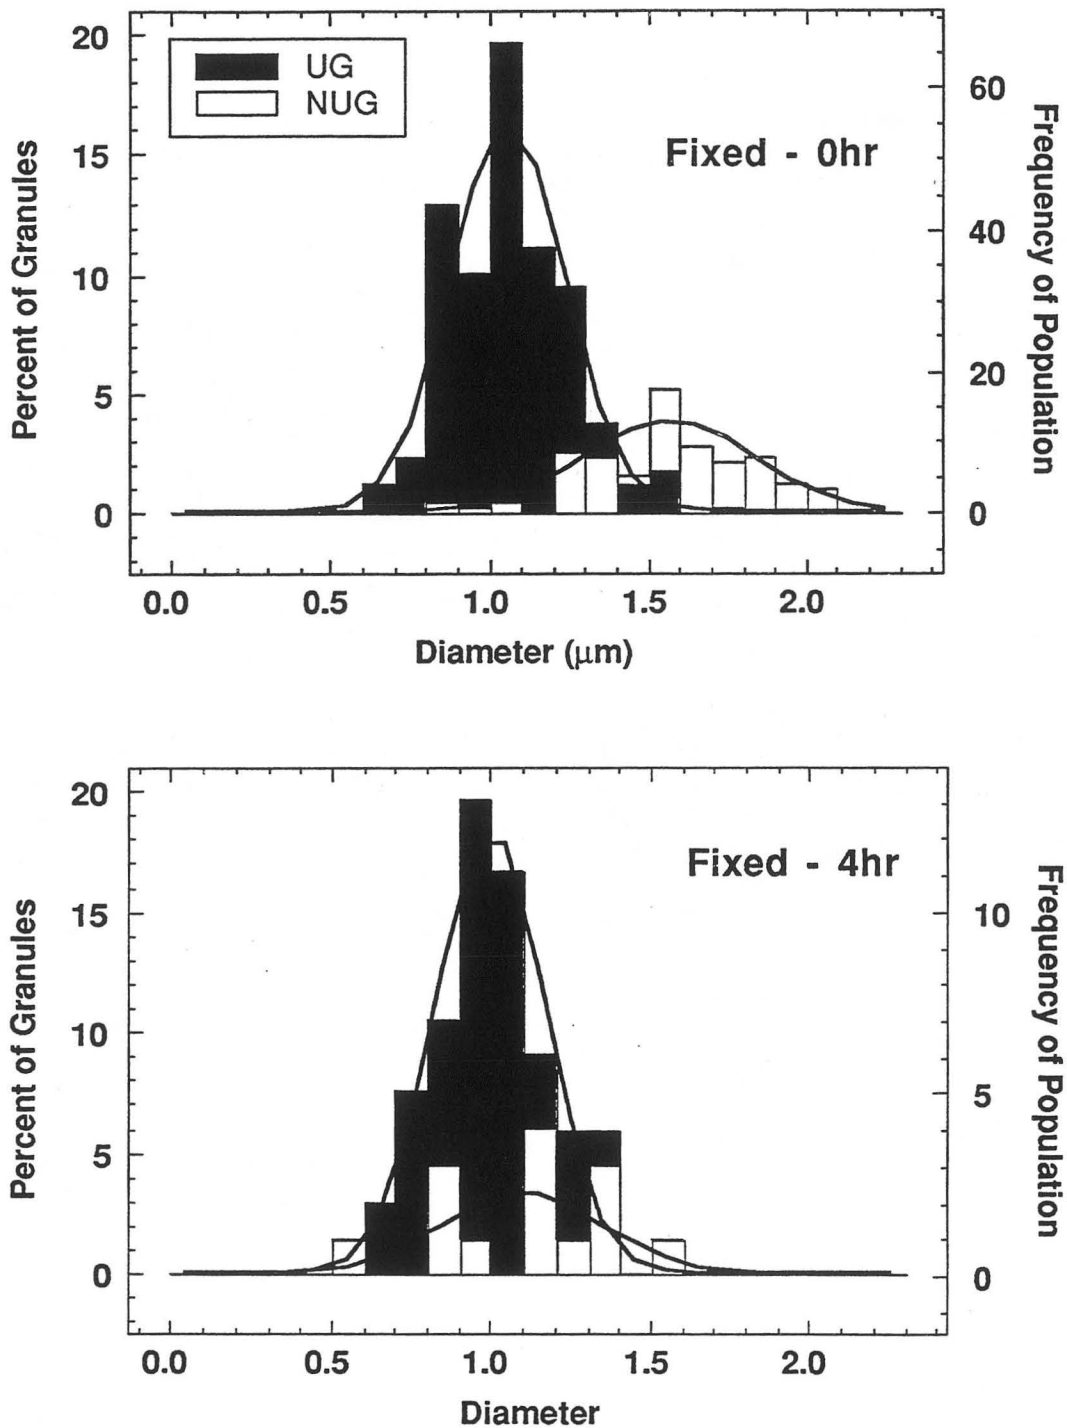 20
15
10
5
0
Percent of Granules
UG
NUG
Fixed - 0hr
60
40
20
0
Frequency of Population
0.0 0.5 1.0 1.5 2.0
Diameter (μm)
20
15
10
5
0
Percent of Granules
Fixed - 4hr
10
5
0
Frequency of Population
0.0 0.5 1.0 1.5 2.0
Diameter